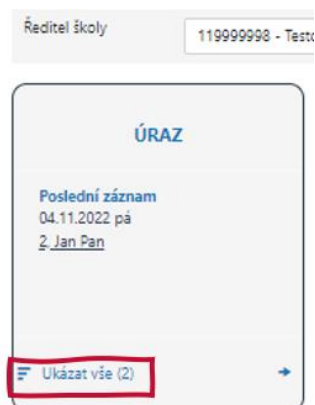 Ředitel školy
119999998 - Testo
ÚRAZ
Poslední záznam
04.11.2022 pá
2. Jan Pan
Ukázat vše (2)